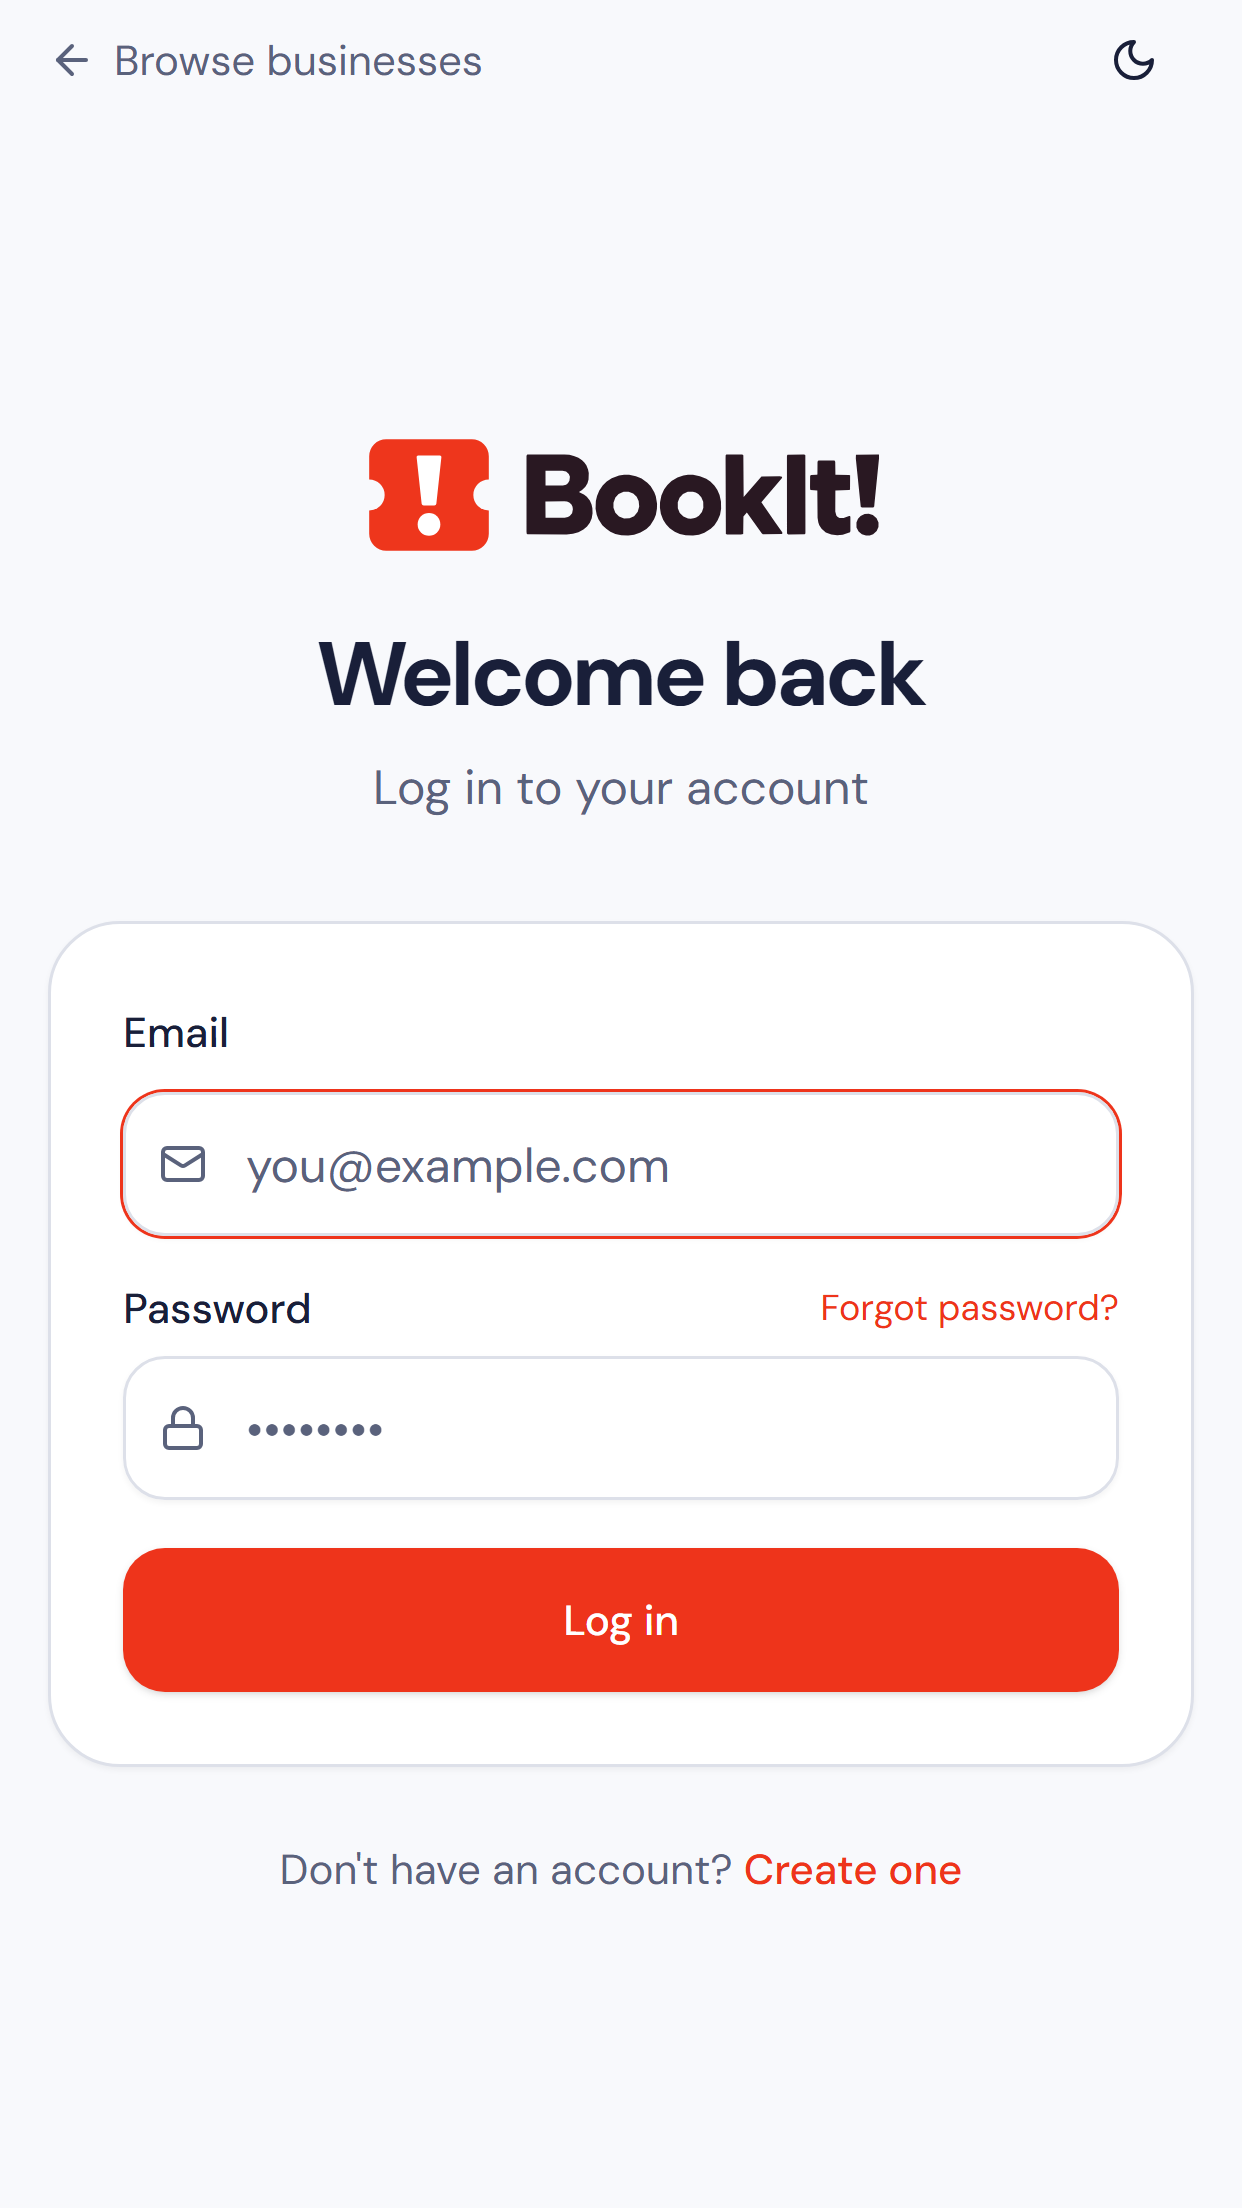 Browse businesses
! BookIt!
Welcome back
Log in to your account
Email
you@example.com
Password Forgot password?
••••••••
Log in
Don't have an account? Create one